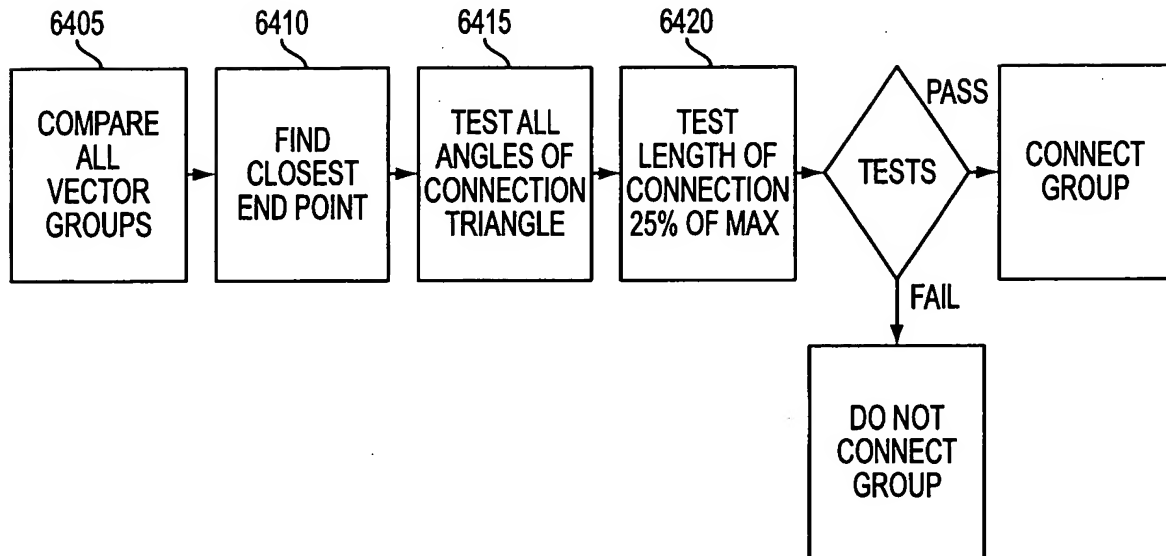 6405
6410
6415
6420
COMPARE
ALL
VECTOR
GROUPS
FIND
CLOSEST
END POINT
TEST ALL
ANGLES OF
CONNECTION
TRIANGLE
TEST
LENGTH OF
CONNECTION
25% OF MAX
TESTS
PASS
CONNECT
GROUP
FAIL
DO NOT
CONNECT
GROUP